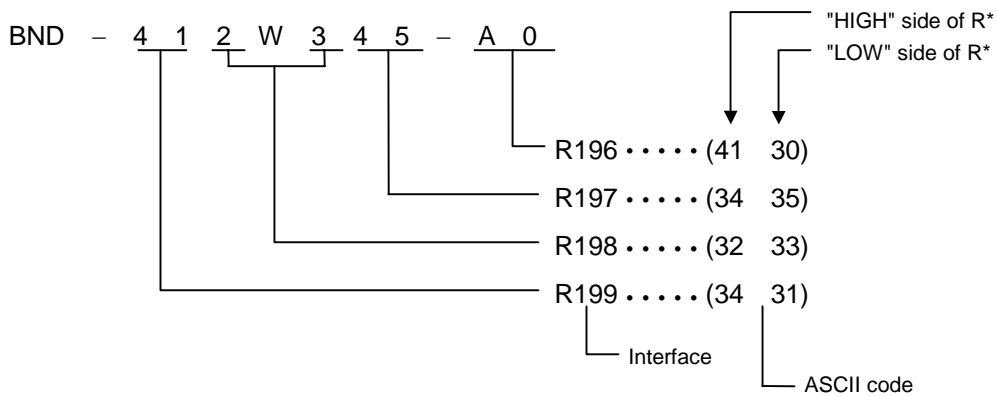 "HIGH" side of R*
BND – 4 1 2 W 3 4 5 – A 0
"LOW" side of R*
R196 • • • • • (41 30)
R197 • • • • • (34 35)
R198 • • • • • (32 33)
R199 • • • • • (34 31)
Interface
ASCII code